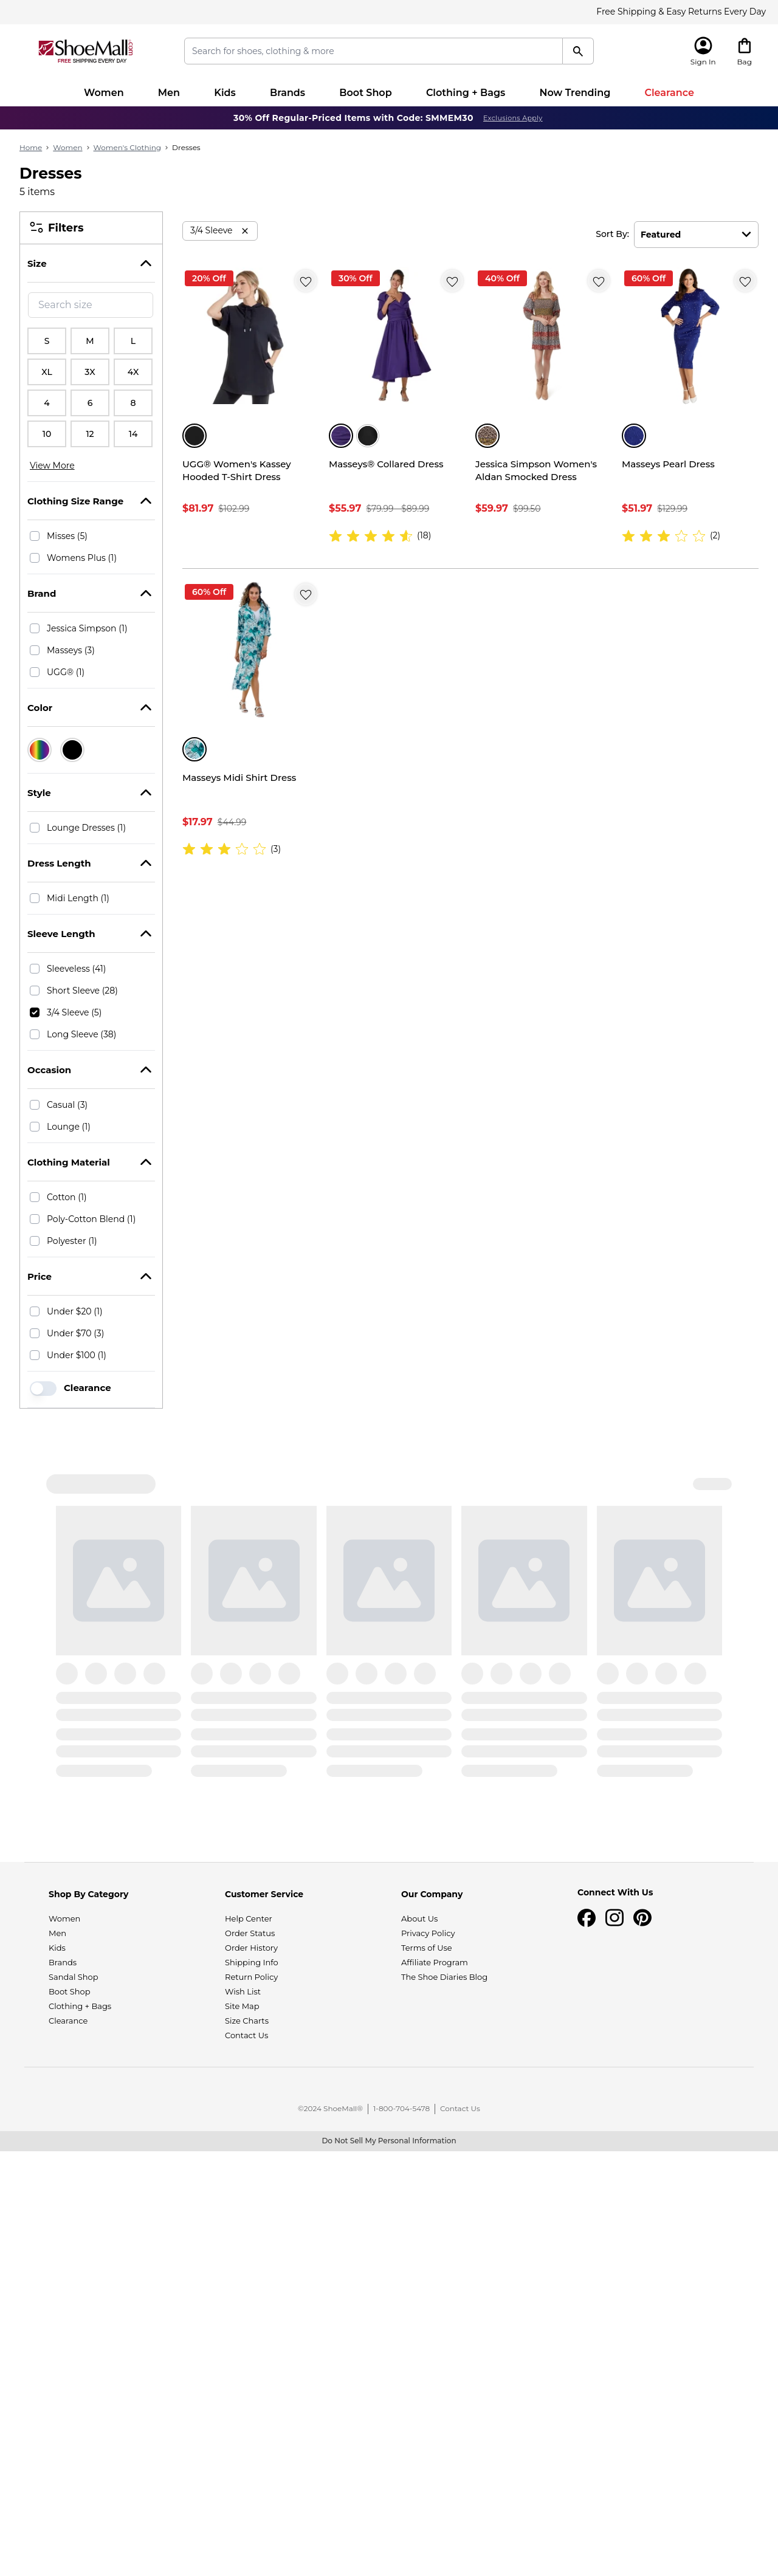 Free Shipping & Easy Returns Every Day
ShoeMall.com
FREE SHIPPING EVERY DAY
Search for shoes, clothing & more
Sign In
Bag
Women Men Kids Brands Boot Shop Clothing + Bags Now Trending Clearance
30% Off Regular-Priced Items with Code: SMMEM30 Exclusions Apply
Home › Women › Women's Clothing › Dresses
Dresses
5 items
Filters
Size
Search size
S M L
XL 3X 4X
4 6 8
10 12 14
View More
Clothing Size Range
Misses (5)
Womens Plus (1)
Brand
Jessica Simpson (1)
Masseys (3)
UGG® (1)
Color
Style
Lounge Dresses (1)
Dress Length
Midi Length (1)
Sleeve Length
Sleeveless (41)
Short Sleeve (28)
3/4 Sleeve (5)
Long Sleeve (38)
Occasion
Casual (3)
Lounge (1)
Clothing Material
Cotton (1)
Poly-Cotton Blend (1)
Polyester (1)
Price
Under $20 (1)
Under $70 (3)
Under $100 (1)
Clearance
3/4 Sleeve
Sort By: Featured
20% Off
UGG® Women's Kassey
Hooded T-Shirt Dress
$81.97 $102.99
30% Off
Masseys® Collared Dress
$55.97 $79.99 - $89.99
(18)
40% Off
Jessica Simpson Women's
Aldan Smocked Dress
$59.97 $99.50
60% Off
Masseys Pearl Dress
$51.97 $129.99
(2)
60% Off
Masseys Midi Shirt Dress
$17.97 $44.99
(3)
Shop By Category
Women
Men
Kids
Brands
Sandal Shop
Boot Shop
Clothing + Bags
Clearance
Customer Service
Help Center
Order Status
Order History
Shipping Info
Return Policy
Wish List
Site Map
Size Charts
Contact Us
Our Company
About Us
Privacy Policy
Terms of Use
Affiliate Program
The Shoe Diaries Blog
Connect With Us
©2024 ShoeMall® | 1-800-704-5478 | Contact Us
Do Not Sell My Personal Information